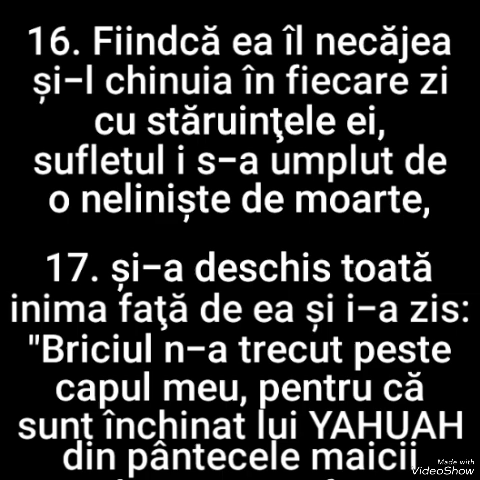 16. Fiindcă ea îl necăjea
și-l chinuia în fiecare zi
cu stăruinţele ei,
sufletul i s-a umplut de
o neliniște de moarte,
17. și-a deschis toată
inima faţă de ea și i-a zis:
"Briciul n-a trecut peste
capul meu, pentru că
sunt închinat lui YAHUAH
din pântecele maicii
Made with
VideoShow